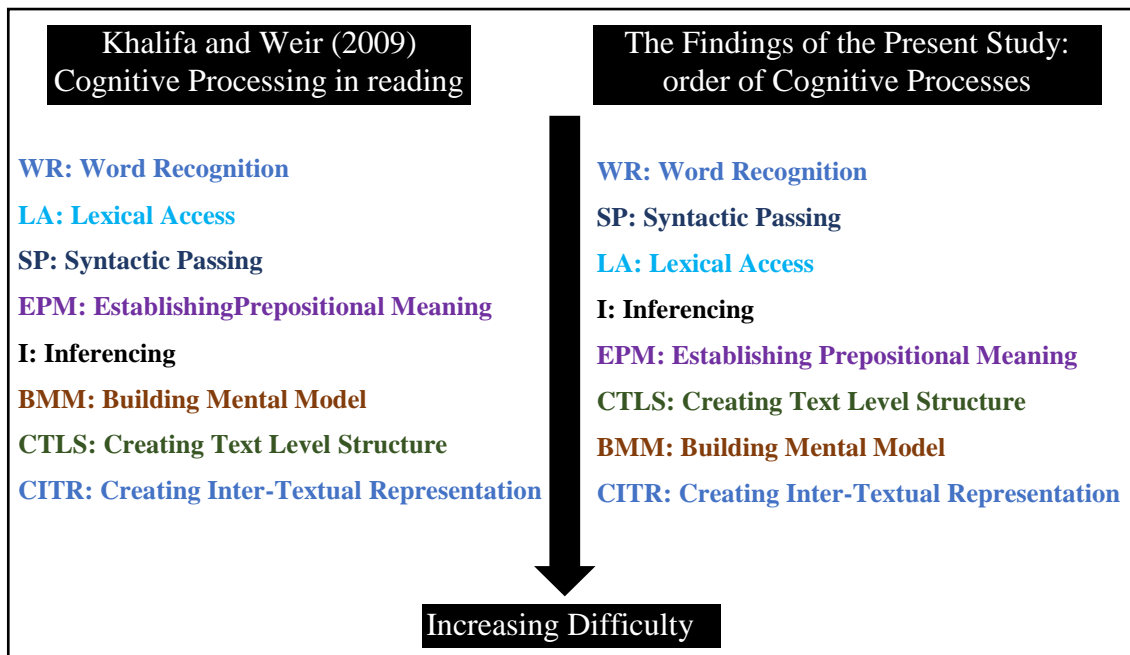 Khalifa and Weir (2009)
Cognitive Processing in reading
WR: Word Recognition
LA: Lexical Access
SP: Syntactic Passing
EPM: EstablishingPrepositional Meaning
I: Inferencing
BMM: Building Mental Model
CTLS: Creating Text Level Structure
CITR: Creating Inter-Textual Representation
The Findings of the Present Study:
order of Cognitive Processes
WR: Word Recognition
SP: Syntactic Passing
LA: Lexical Access
I: Inferencing
EPM: Establishing Prepositional Meaning
CTLS: Creating Text Level Structure
BMM: Building Mental Model
CITR: Creating Inter-Textual Representation
Increasing Difficulty